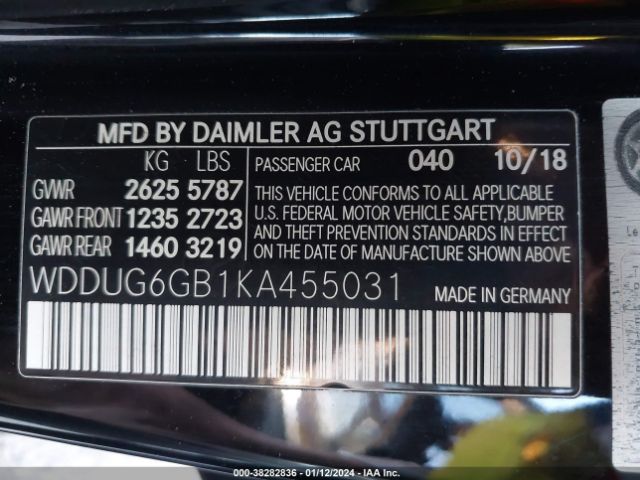 MFD BY DAIMLER AG STUTTGART
KG LBS
GVWR 2625 5787
GAWR FRONT 1235 2723
GAWR REAR 1460 3219
PASSENGER CAR 040 10/18
THIS VEHICLE CONFORMS TO ALL APPLICABLE
U.S. FEDERAL MOTOR VEHICLE SAFETY,BUMPER
AND THEFT PREVENTION STANDARDS IN EFFECT
ON THE DATE OF MANUFACTURE SHOWN ABOVE
WDDUG6GB1KA455031 MADE IN GERMANY
000-38282836 - 01/12/2024 - IAA Inc.